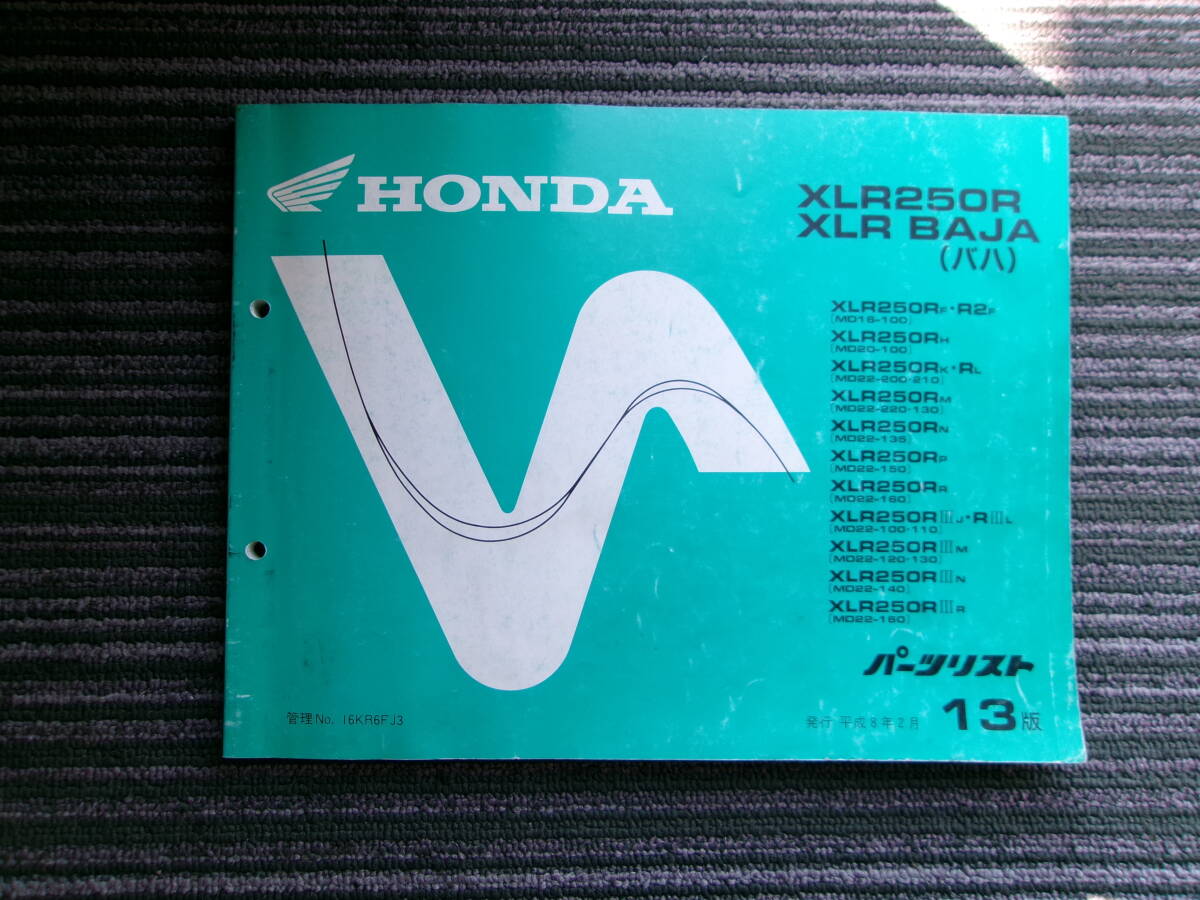 HONDA
XLR250R
XLR BAJA
(バハ)
XLR250RF・R2F
(MD16-100)
XLR250RH
(MD20-100)
XLR250RK・RL
(MD22-200・210)
XLR250RM
(MD22-220・130)
XLR250RN
(MD22-135)
XLR250RP
(MD22-150)
XLR250RR
(MD22-160)
XLR250RⅢJ・RⅢL
(MD22-100・110)
XLR250RⅢM
(MD22-120・130)
XLR250RⅢN
(MD22-140)
XLR250RⅢR
(MD22-160)
パーツリスト
管理No. 16KR6FJ3
発行 平成8年2月 13版